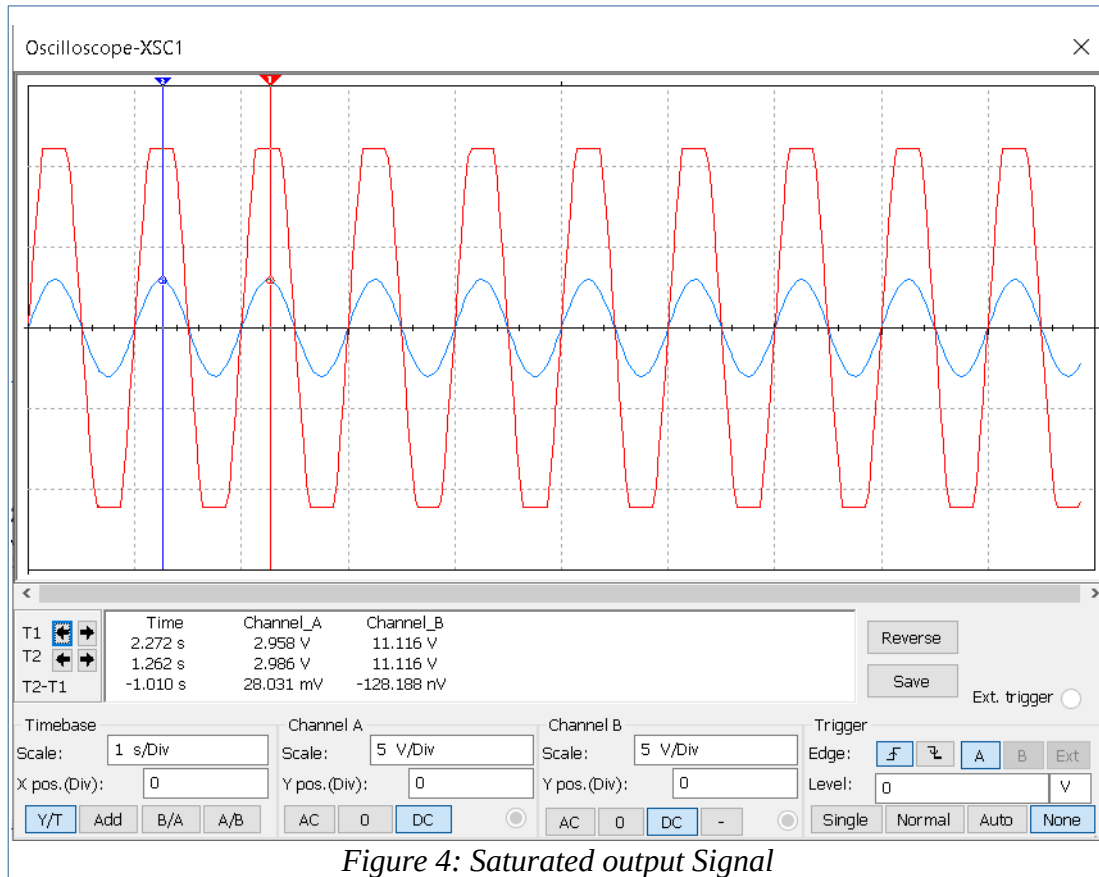 Oscilloscope-XSC1
2 1
Time Channel_A Channel_B
T1 2.272 s 2.958 V 11.116 V
T2 1.262 s 2.986 V 11.116 V
T2-T1 -1.010 s 28.031 mV -128.188 nV
Reverse
Save
Ext. trigger
Timebase
Scale: 1 s/Div
X pos.(Div): 0
Y/T Add B/A A/B
Channel A
Scale: 5 V/Div
Y pos.(Div): 0
AC 0 DC
Channel B
Scale: 5 V/Div
Y pos.(Div): 0
AC 0 DC -
Trigger
Edge: A B Ext
Level: 0 V
Single Normal Auto None
Figure 4: Saturated output Signal